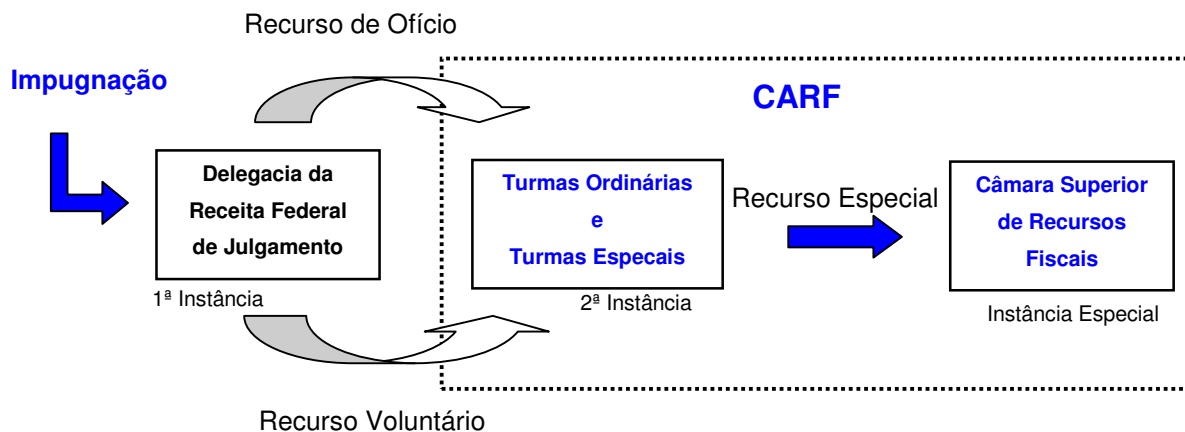 Recurso de Ofício
Impugnação
CARF
Delegacia da
Receita Federal
de Julgamento
1ª Instância
Turmas Ordinárias
e
Turmas Especais
2ª Instância
Recurso Especial
Câmara Superior
de Recursos
Fiscais
Instância Especial
Recurso Voluntário